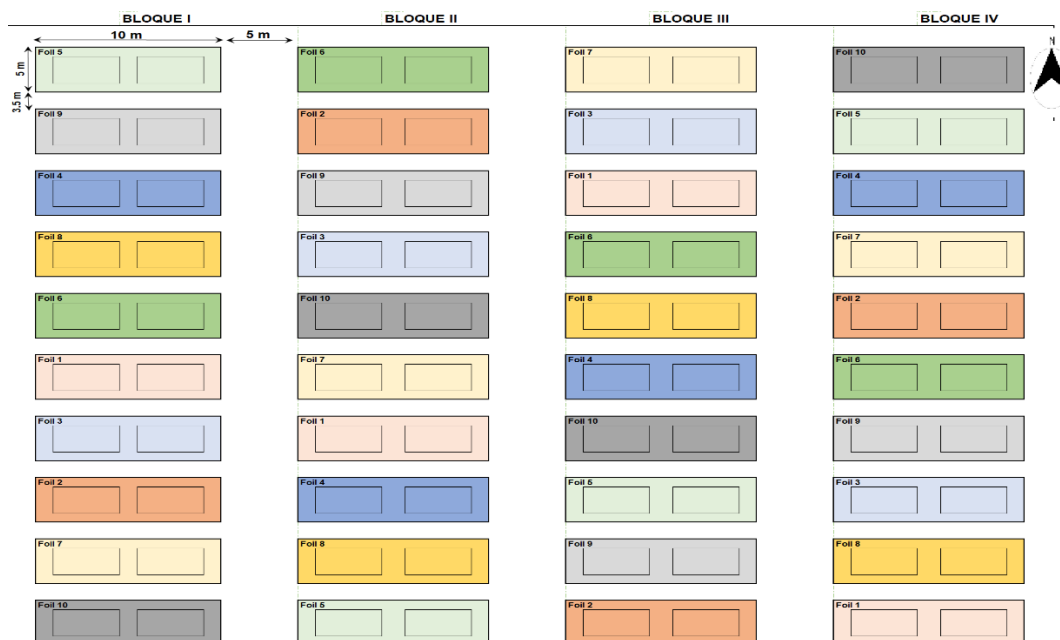 BLOQUE I BLOQUE II BLOQUE III BLOQUE IV
10 m 5 m
5 m
3.5 m
N
Foil 5 Foil 6 Foil 7 Foil 10
Foil 9 Foil 2 Foil 3 Foil 5
Foil 4 Foil 9 Foil 1 Foil 4
Foil 8 Foil 3 Foil 6 Foil 7
Foil 6 Foil 10 Foil 8 Foil 2
Foil 1 Foil 7 Foil 4 Foil 6
Foil 3 Foil 1 Foil 10 Foil 9
Foil 2 Foil 4 Foil 5 Foil 3
Foil 7 Foil 8 Foil 9 Foil 8
Foil 10 Foil 5 Foil 2 Foil 1